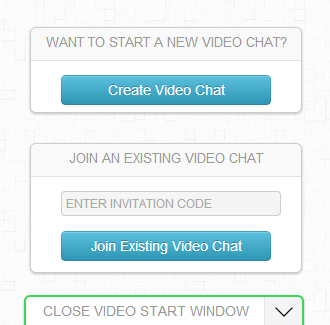 WANT TO START A NEW VIDEO CHAT?
Create Video Chat
JOIN AN EXISTING VIDEO CHAT
ENTER INVITATION CODE
Join Existing Video Chat
CLOSE VIDEO START WINDOW